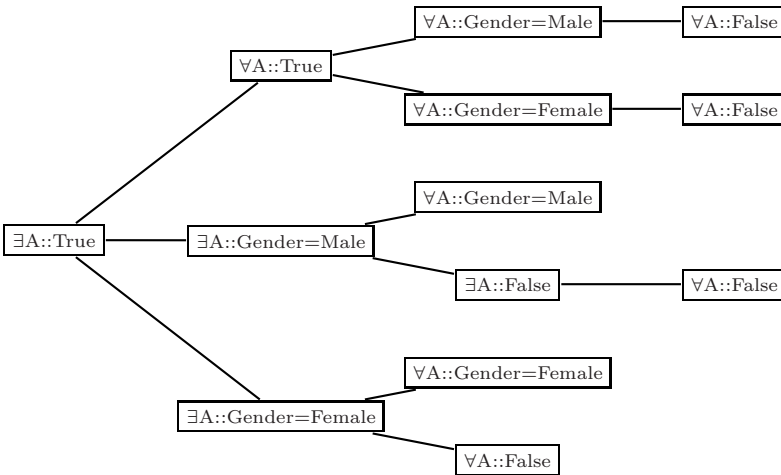 ∀A::Gender=Male
∀A::False
∀A::True
∀A::Gender=Female
∀A::False
∀A::Gender=Male
∃A::True
∃A::Gender=Male
∃A::False
∀A::False
∀A::Gender=Female
∃A::Gender=Female
∀A::False